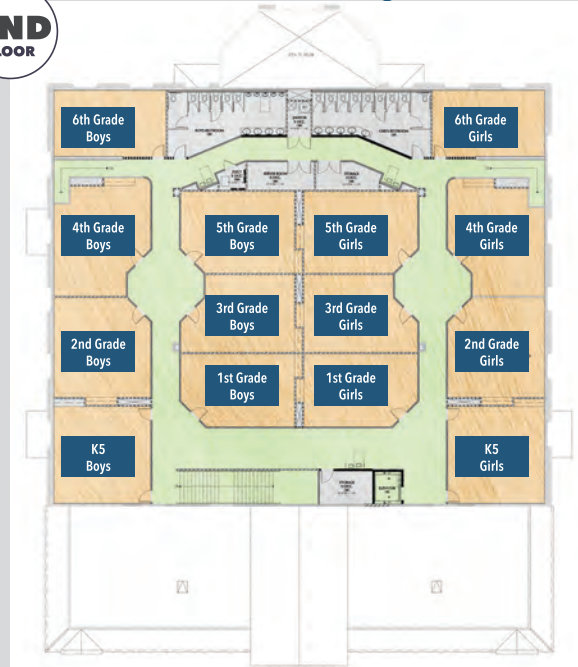 ND
LOOR
6th Grade
Boys
6th Grade
Girls
4th Grade
Boys
5th Grade
Boys
5th Grade
Girls
4th Grade
Girls
3rd Grade
Boys
3rd Grade
Girls
2nd Grade
Boys
2nd Grade
Girls
1st Grade
Boys
1st Grade
Girls
K5
Boys
K5
Girls
STORAGE
ELEVATOR